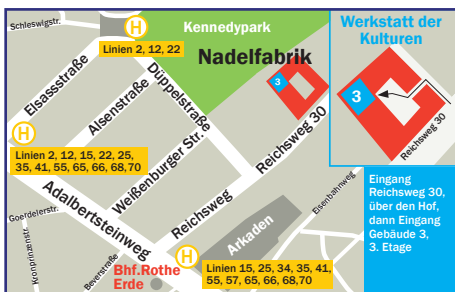 Schleswigstr.
H
Linien 2, 12, 22
Kennedypark
Nadelfabrik
3
Werkstatt der
Kulturen
3
Reichsweg 30
Elsassstraße
Alsenstraße
Düppelstraße
H
Linien 2, 12, 15, 22, 25,
35, 41, 55, 65, 66, 68,70
Weißenburger Str.
Reichsweg 30
Reichsweg
Adalbertsteinweg
Goerdelerstr.
Kronprinzenstr.
Beverstraße
Bhf.Rothe
Erde
H
Arkaden
Eisenbahnweg
Linien 15, 25, 34, 35, 41,
55, 57, 65, 66, 68,70
Eingang
Reichsweg 30,
über den Hof,
dann Eingang
Gebäude 3,
3. Etage